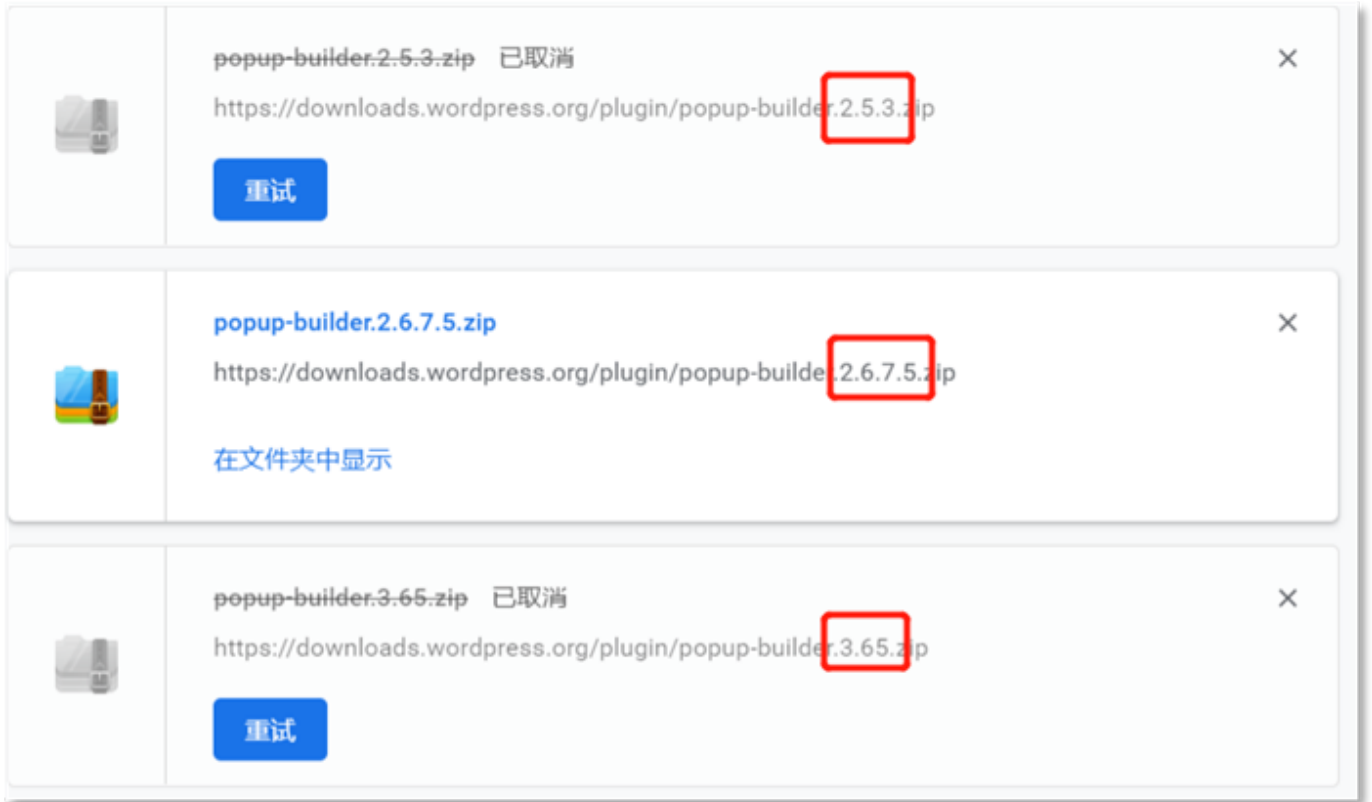 popup-builder.2.5.3.zip 已取消
https://downloads.wordpress.org/plugin/popup-builder.2.5.3.zip
重试
popup-builder.2.6.7.5.zip
https://downloads.wordpress.org/plugin/popup-builder.2.6.7.5.zip
在文件夹中显示
popup-builder.3.65.zip 已取消
https://downloads.wordpress.org/plugin/popup-builder.3.65.zip
重试